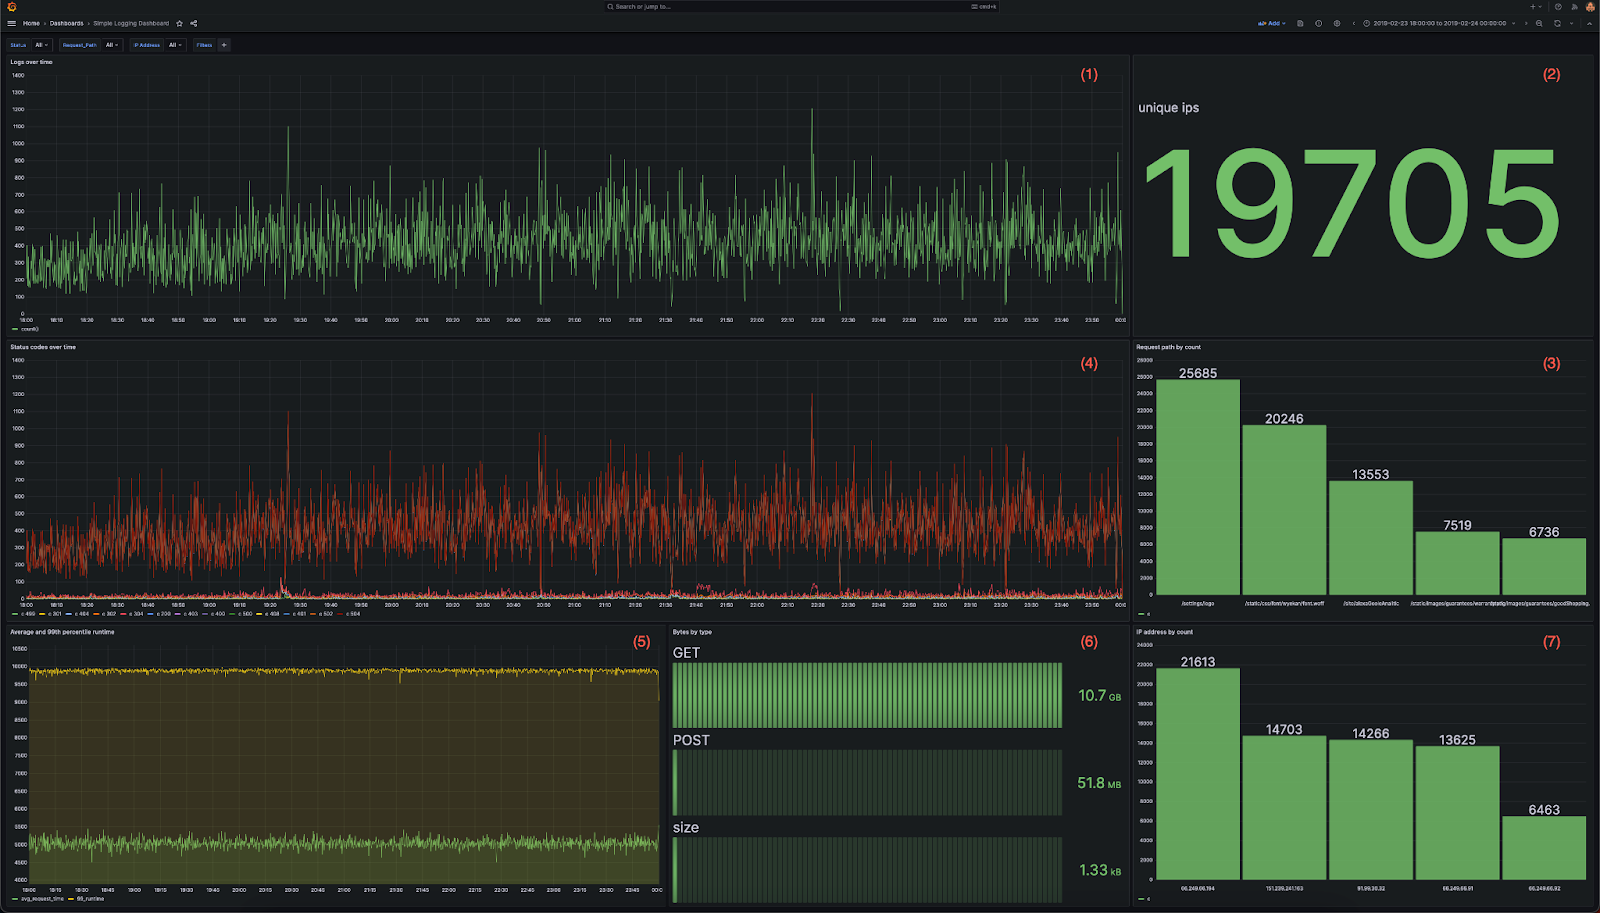 Search or jump to...
cmd+k
Home › Dashboards › Simple Logging Dashboard
Add
2019-02-23 18:00:00 to 2019-02-24 00:00:00
Status All
Request_Path All
IP Address All
Filters +
Logs over time
(1)
1400
1300
1200
1100
1000
900
800
700
600
500
400
300
200
100
0
18:00 18:10 18:20 18:30 18:40 18:50 19:00 19:10 19:20 19:30 19:40 19:50 20:00 20:10 20:20 20:30 20:40 20:50 21:00 21:10 21:20 21:30 21:40 21:50 22:00 22:10 22:20 22:30 22:40 22:50 23:00 23:10 23:20 23:30 23:40 23:50 00:0
count()
(2)
unique ips
19705
Status codes over time
(4)
1400
1300
1200
1100
1000
900
800
700
600
500
400
300
200
100
0
18:00 18:10 18:20 18:30 18:40 18:50 19:00 19:10 19:20 19:30 19:40 19:50 20:00 20:10 20:20 20:30 20:40 20:50 21:00 21:10 21:20 21:30 21:40 21:50 22:00 22:10 22:20 22:30 22:40 22:50 23:00 23:10 23:20 23:30 23:40 23:50 00:0
c 499 c 301 c 404 c 302 c 304 c 200 c 403 c 400 c 500 c 401 c 502 c 504
Request path by count
(3)
28000
26000
24000
22000
20000
18000
16000
14000
12000
10000
8000
6000
4000
2000
0
25685
20246
13553
7519
6736
/settings/logo
/static/css/font/wyekan/font.woff
c
Average and 99th percentile runtime
(5)
10500
10000
9500
9000
8500
8000
7500
7000
6500
6000
5500
5000
4500
4000
18:00 18:15 18:30 18:45 19:00 19:15 19:30 19:45 20:00 20:15 20:30 20:45 21:00 21:15 21:30 21:45 22:00 22:15 22:30 22:45 23:00 23:15 23:30 23:45 00:0
avg_request_time 99_runtime
Bytes by type
(6)
GET
10.7 GB
POST
51.8 MB
size
1.33 kB
IP address by count
(7)
24000
22000
20000
18000
16000
14000
12000
10000
8000
6000
4000
2000
0
21613
14703
14266
13625
6463
66.249.66.194 151.239.241.163 91.99.30.32 66.249.66.91 66.249.66.92
c